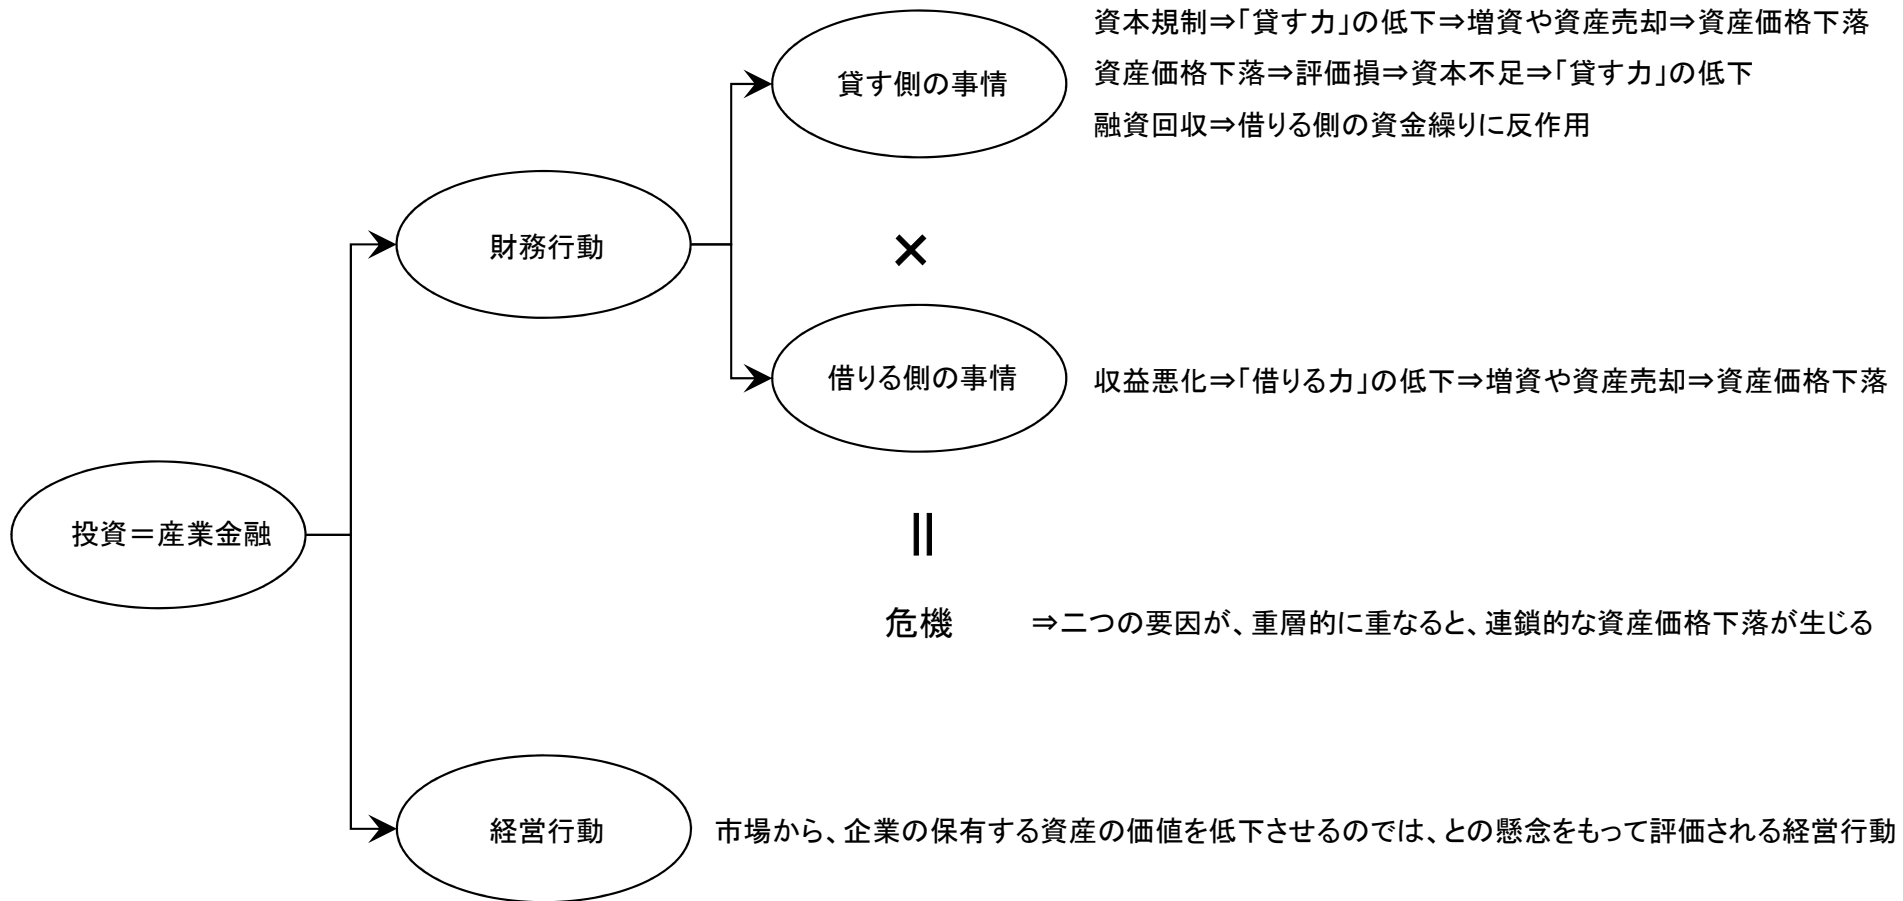 資本規制⇒「貸す力」の低下⇒増資や資産売却⇒資産価格下落
貸す側の事情
資産価格下落⇒評価損⇒資本不足⇒「貸す力」の低下
融資回収⇒借りる側の資金繰りに反作用
財務行動
×
借りる側の事情
収益悪化⇒「借りる力」の低下⇒増資や資産売却⇒資産価格下落
投資＝産業金融
||
危機
⇒二つの要因が、重層的に重なると、連鎖的な資産価格下落が生じる
経営行動
市場から、企業の保有する資産の価値を低下させるのでは、との懸念をもって評価される経営行動